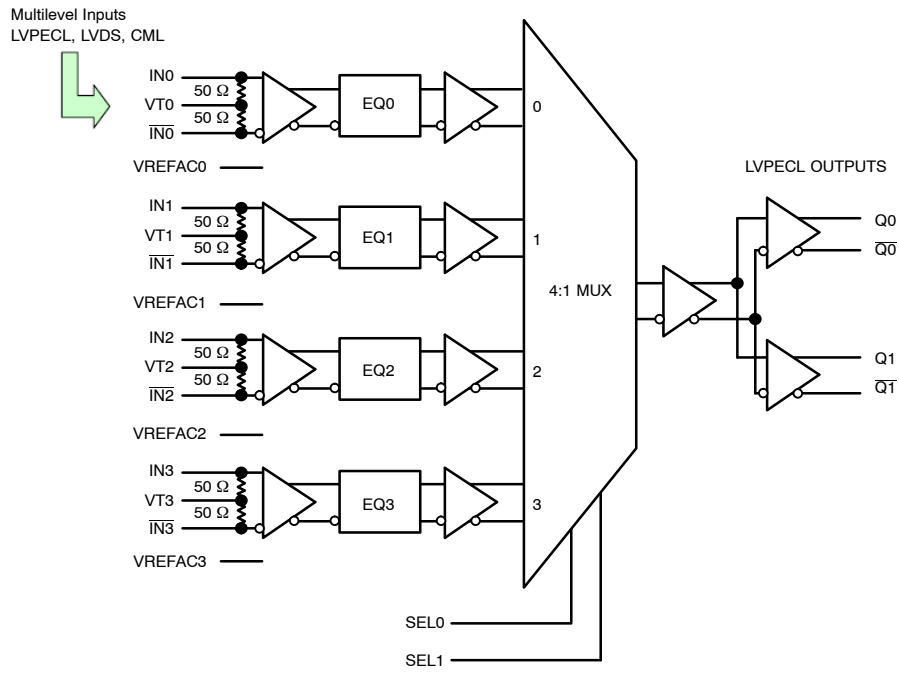 Multilevel Inputs
LVPECL, LVDS, CML
IN0
50 Ω
VT0
50 Ω
IN0
VREFAC0
EQ0
0
IN1
50 Ω
VT1
50 Ω
IN1
VREFAC1
EQ1
1
4:1 MUX
IN2
50 Ω
VT2
50 Ω
IN2
VREFAC2
EQ2
2
IN3
50 Ω
VT3
50 Ω
IN3
VREFAC3
EQ3
3
SEL0
SEL1
LVPECL OUTPUTS
Q0
Q0
Q1
Q1